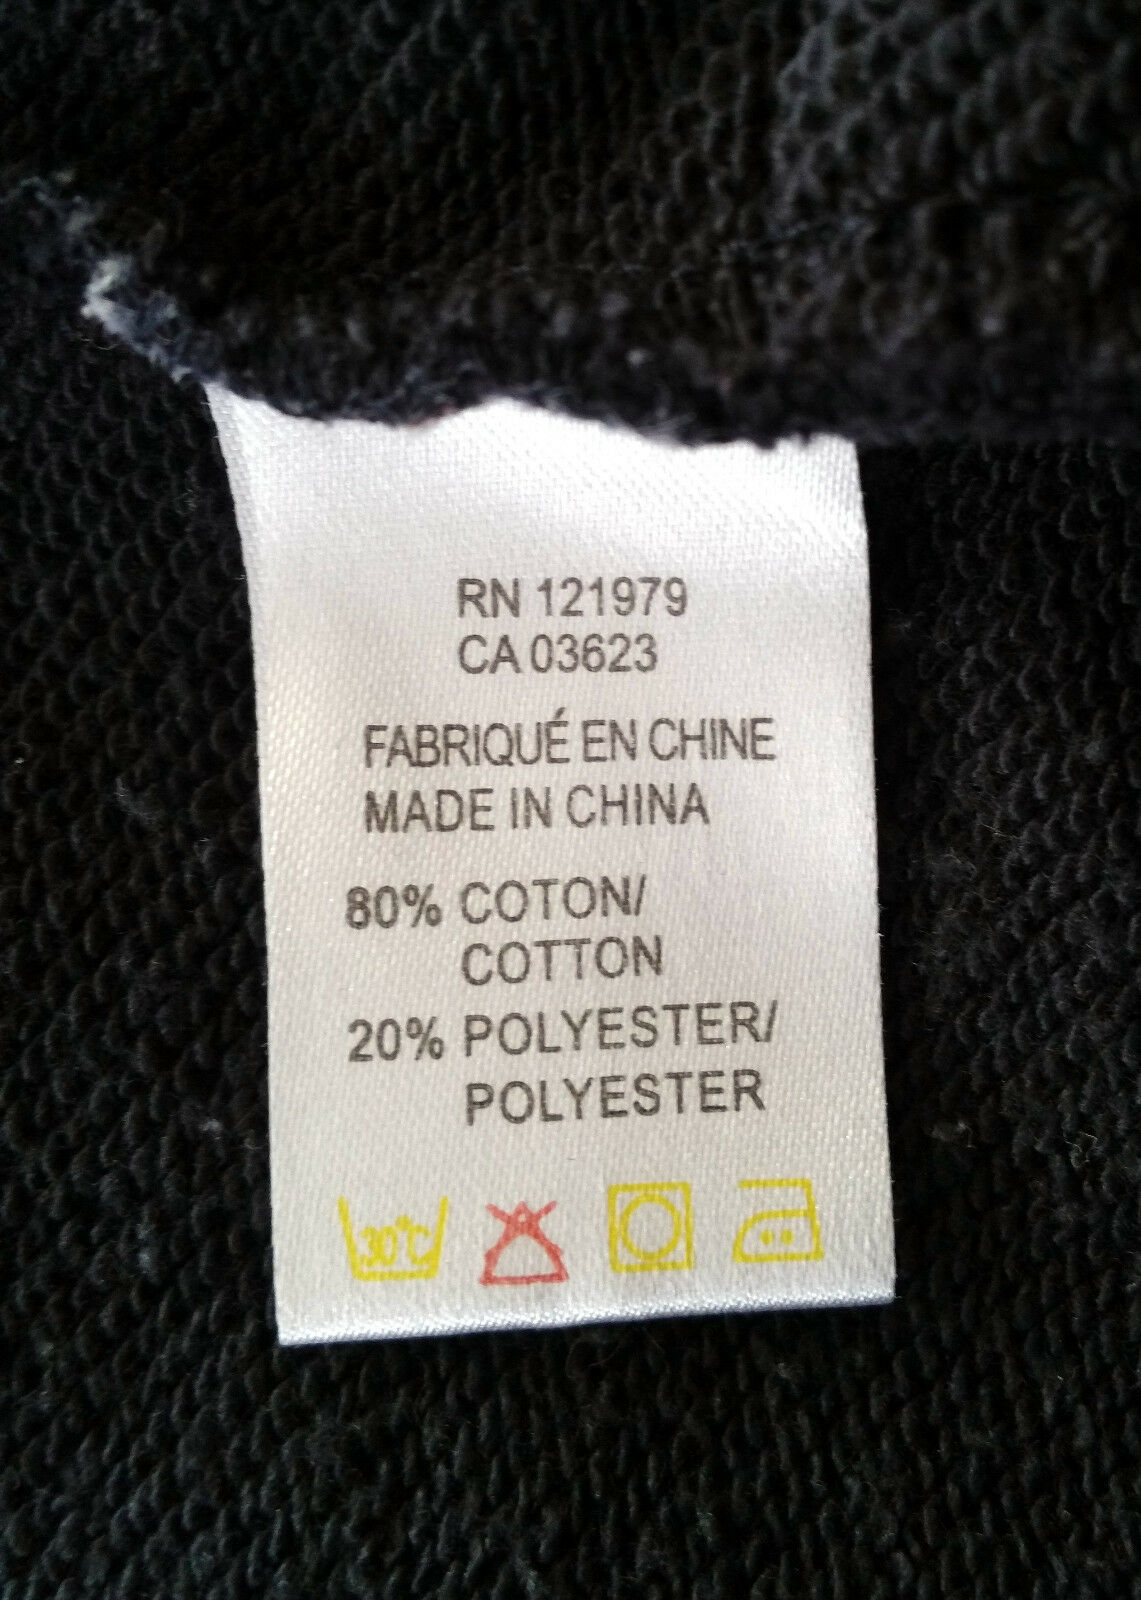 RN 121979
CA 03623
FABRIQUÉ EN CHINE
MADE IN CHINA
80% COTON/
COTTON
20% POLYESTER/
POLYESTER
30°C